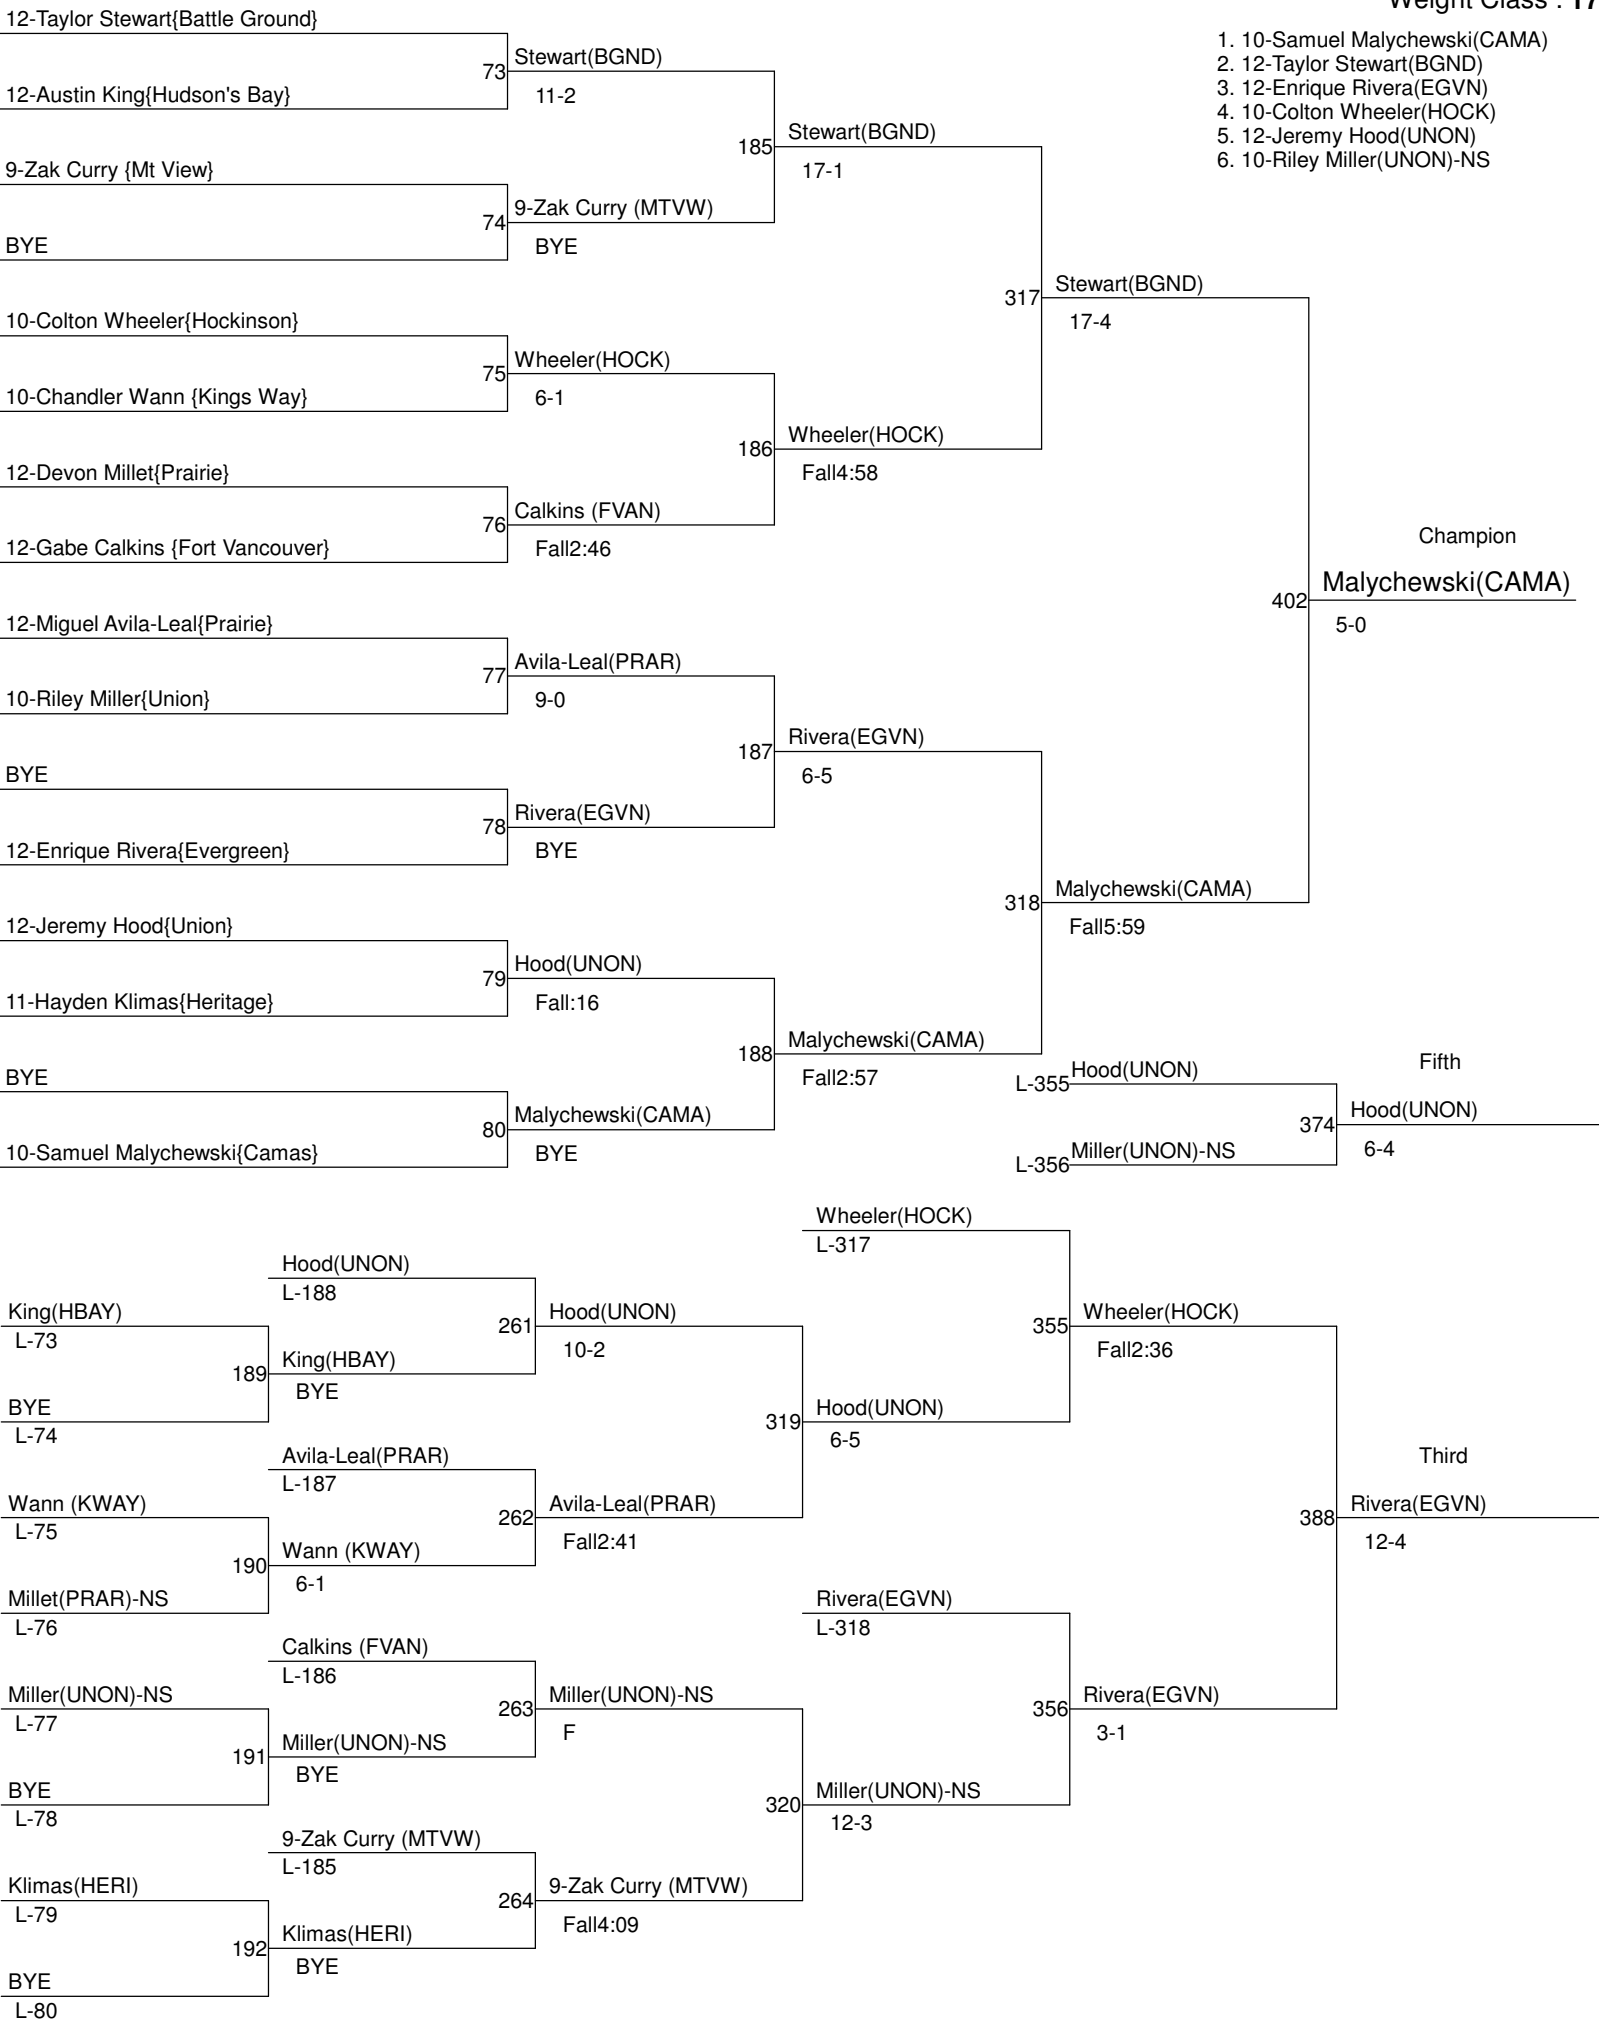 Weight Class : 17
1. 10-Samuel Malychewski(CAMA)
2. 12-Taylor Stewart(BGND)
3. 12-Enrique Rivera(EGVN)
4. 10-Colton Wheeler(HOCK)
5. 12-Jeremy Hood(UNON)
6. 10-Riley Miller(UNON)-NS
12-Taylor Stewart{Battle Ground}
73
Stewart(BGND)
11-2
12-Austin King{Hudson's Bay}
185
Stewart(BGND)
17-1
9-Zak Curry {Mt View}
74
9-Zak Curry (MTVW)
BYE
BYE
317
Stewart(BGND)
17-4
10-Colton Wheeler{Hockinson}
75
Wheeler(HOCK)
6-1
10-Chandler Wann {Kings Way}
186
Wheeler(HOCK)
Fall4:58
12-Devon Millet{Prairie}
76
Calkins (FVAN)
Fall2:46
12-Gabe Calkins {Fort Vancouver}
Champion
402
Malychewski(CAMA)
5-0
12-Miguel Avila-Leal{Prairie}
77
Avila-Leal(PRAR)
9-0
10-Riley Miller{Union}
187
Rivera(EGVN)
6-5
BYE
78
Rivera(EGVN)
BYE
12-Enrique Rivera{Evergreen}
318
Malychewski(CAMA)
Fall5:59
12-Jeremy Hood{Union}
79
Hood(UNON)
Fall:16
11-Hayden Klimas{Heritage}
188
Malychewski(CAMA)
Fall2:57
BYE
80
Malychewski(CAMA)
BYE
10-Samuel Malychewski{Camas}
Fifth
L-355
Hood(UNON)
374
Hood(UNON)
6-4
L-356
Miller(UNON)-NS
Wheeler(HOCK)
L-317
Hood(UNON)
L-188
King(HBAY)
L-73
261
Hood(UNON)
10-2
355
Wheeler(HOCK)
Fall2:36
189
King(HBAY)
BYE
BYE
L-74
319
Hood(UNON)
6-5
Avila-Leal(PRAR)
L-187
Third
Wann (KWAY)
L-75
262
Avila-Leal(PRAR)
Fall2:41
388
Rivera(EGVN)
12-4
190
Wann (KWAY)
6-1
Millet(PRAR)-NS
L-76
Rivera(EGVN)
L-318
Calkins (FVAN)
L-186
Miller(UNON)-NS
L-77
263
Miller(UNON)-NS
F
356
Rivera(EGVN)
3-1
191
Miller(UNON)-NS
BYE
BYE
L-78
320
Miller(UNON)-NS
12-3
9-Zak Curry (MTVW)
L-185
Klimas(HERI)
L-79
264
9-Zak Curry (MTVW)
Fall4:09
192
Klimas(HERI)
BYE
BYE
L-80